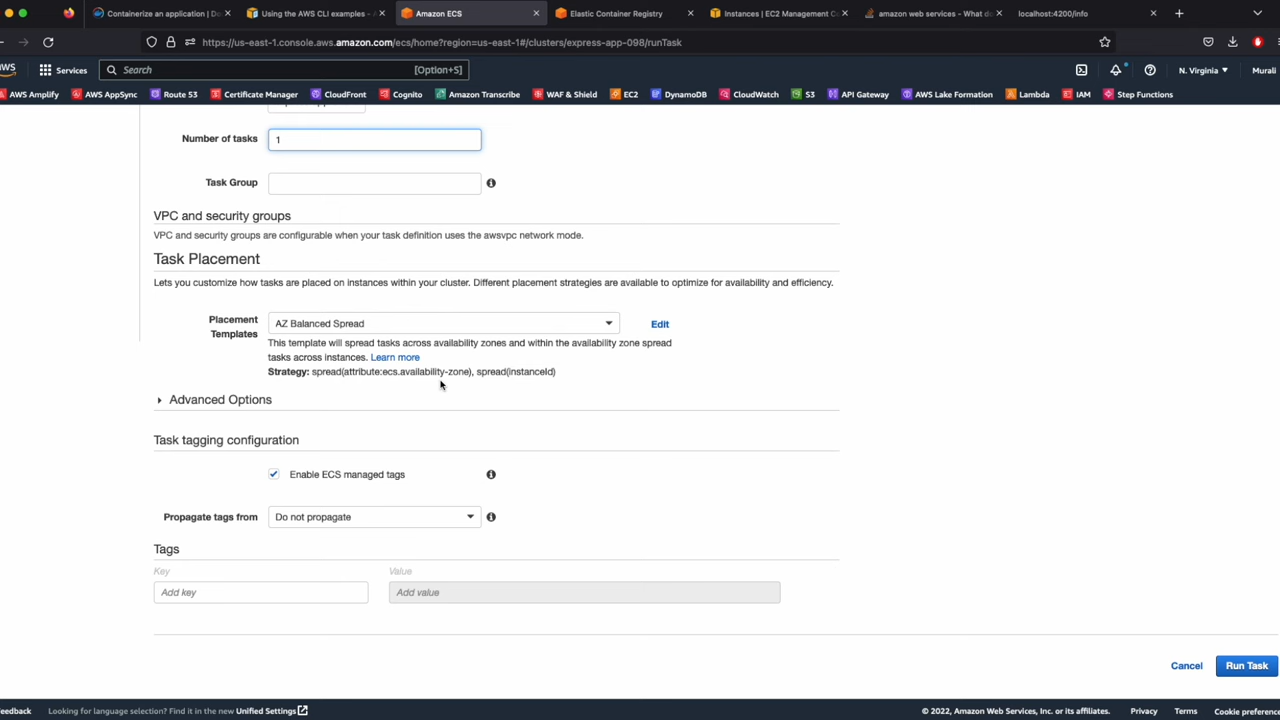 Containerize an application | De
Using the AWS CLI examples - A
Amazon ECS
Elastic Container Registry
Instances | EC2 Management Co
amazon web services - What do
localhost:4200/info
https://us-east-1.console.aws.amazon.com/ecs/home?region=us-east-1#/clusters/express-app-098/runTask
aws
Services
Search
[Option+S]
N. Virginia
Murali
AWS Amplify
AWS AppSync
Route 53
Certificate Manager
CloudFront
Cognito
Amazon Transcribe
WAF & Shield
EC2
DynamoDB
CloudWatch
S3
API Gateway
AWS Lake Formation
Lambda
IAM
Step Functions
Number of tasks
1
Task Group
VPC and security groups
VPC and security groups are configurable when your task definition uses the awsvpc network mode.
Task Placement
Lets you customize how tasks are placed on instances within your cluster. Different placement strategies are available to optimize for availability and efficiency.
Placement
Templates
AZ Balanced Spread
Edit
This template will spread tasks across availability zones and within the availability zone spread
tasks across instances. Learn more
Strategy: spread(attribute:ecs.availability-zone), spread(instanceId)
Advanced Options
Task tagging configuration
Enable ECS managed tags
Propagate tags from
Do not propagate
Tags
Key
Value
Add key
Add value
Cancel
Run Task
eedback
Looking for language selection? Find it in the new Unified Settings
© 2022, Amazon Web Services, Inc. or its affiliates.
Privacy
Terms
Cookie preference